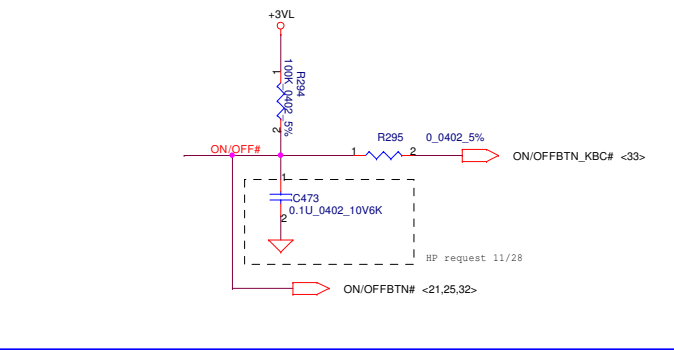 +3VL
1
R294
100K_0402_5%
2
ON/OFF#
R295
0_0402_5%
1
2
ON/OFFBTN_KBC# <33>
1
C473
0.1U_0402_10V6K
2
HP request 11/28
ON/OFFBTN# <21,25,32>